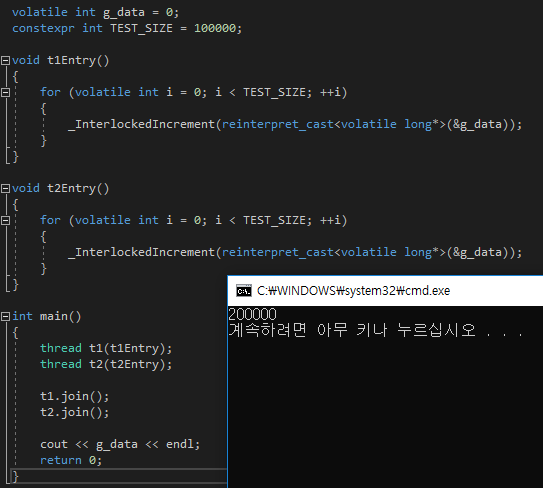 volatile int g_data = 0;
constexpr int TEST_SIZE = 100000;
void t1Entry()
{
for (volatile int i = 0; i < TEST_SIZE; ++i)
{
_InterlockedIncrement(reinterpret_cast<volatile long*>(&g_data));
}
}
void t2Entry()
{
for (volatile int i = 0; i < TEST_SIZE; ++i)
{
_InterlockedIncrement(reinterpret_cast<volatile long*>(&g_data));
}
}
int main()
{
thread t1(t1Entry);
thread t2(t2Entry);
t1.join();
t2.join();
cout << g_data << endl;
return 0;
}
C:₩WINDOWS₩system32₩cmd.exe
200000
계속하려면 아무 키나 누르십시오 . . .